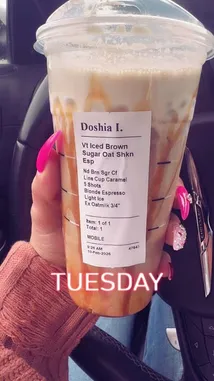 Doshia I.
Vt Iced Brown
Sugar Oat Shkn
Esp
Nd Brn Sgr Cf
Line Cup Caramel
5 Shots
Blonde Espresso
Light Ice
Ex Oatmilk 3/4"
Item: 1 of 1
Total: 1
MOBILE
TUESDAY